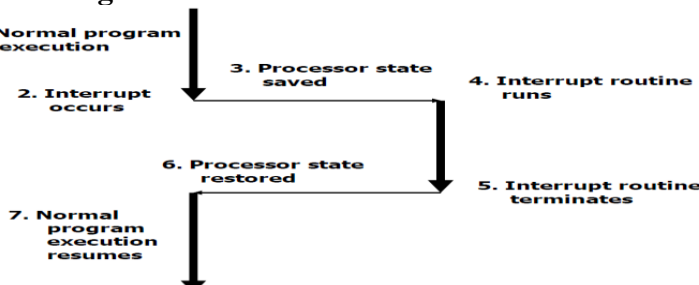 Normal program
execution
3. Processor state
saved
4. Interrupt routine
runs
2. Interrupt
occurs
6. Processor state
restored
5. Interrupt routine
terminates
7. Normal
program
execution
resumes